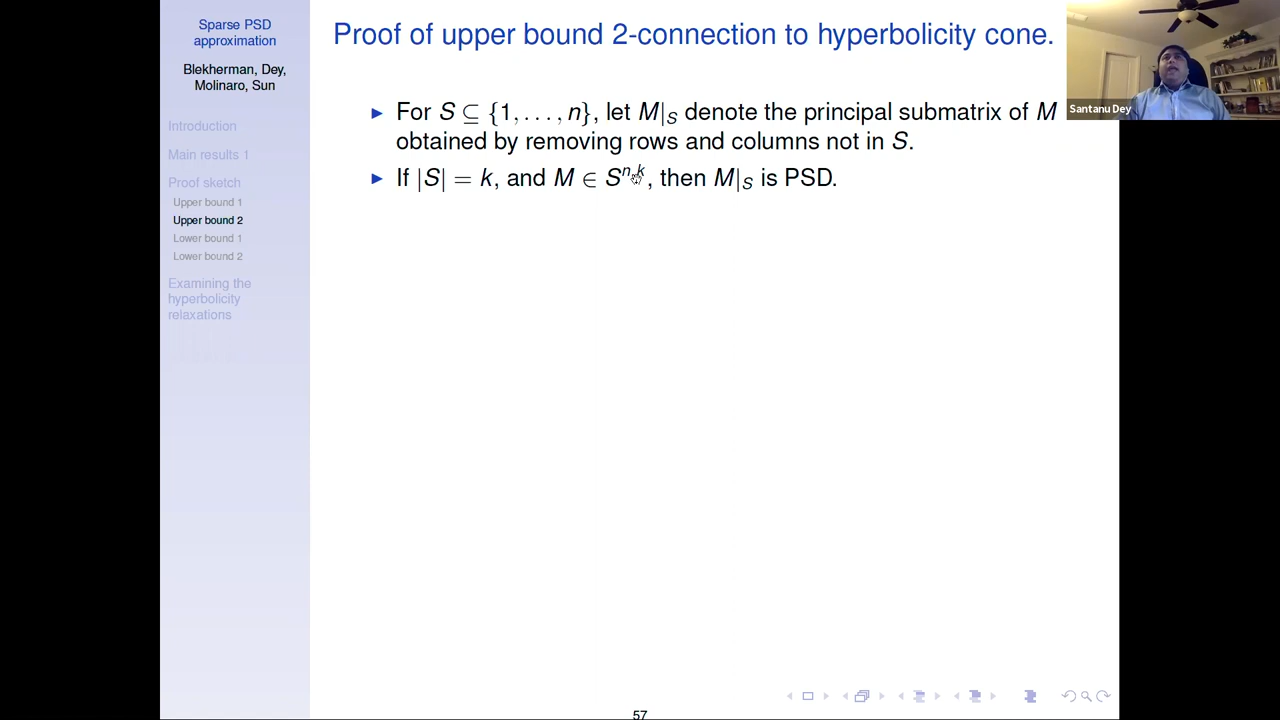 Sparse PSD
approximation
Blekherman, Dey,
Molinaro, Sun
Introduction
Main results 1
Proof sketch
Upper bound 1
Upper bound 2
Lower bound 1
Lower bound 2
Examining the
hyperbolicity
relaxations
Proof of upper bound 2-connection to hyperbolicity cone.
▶ For S ⊆ {1, . . . , n}, let M|_S denote the principal submatrix of M
obtained by removing rows and columns not in S.
▶ If |S| = k, and M ∈ S^{n,k}, then M|_S is PSD.
Santanu Dey
57